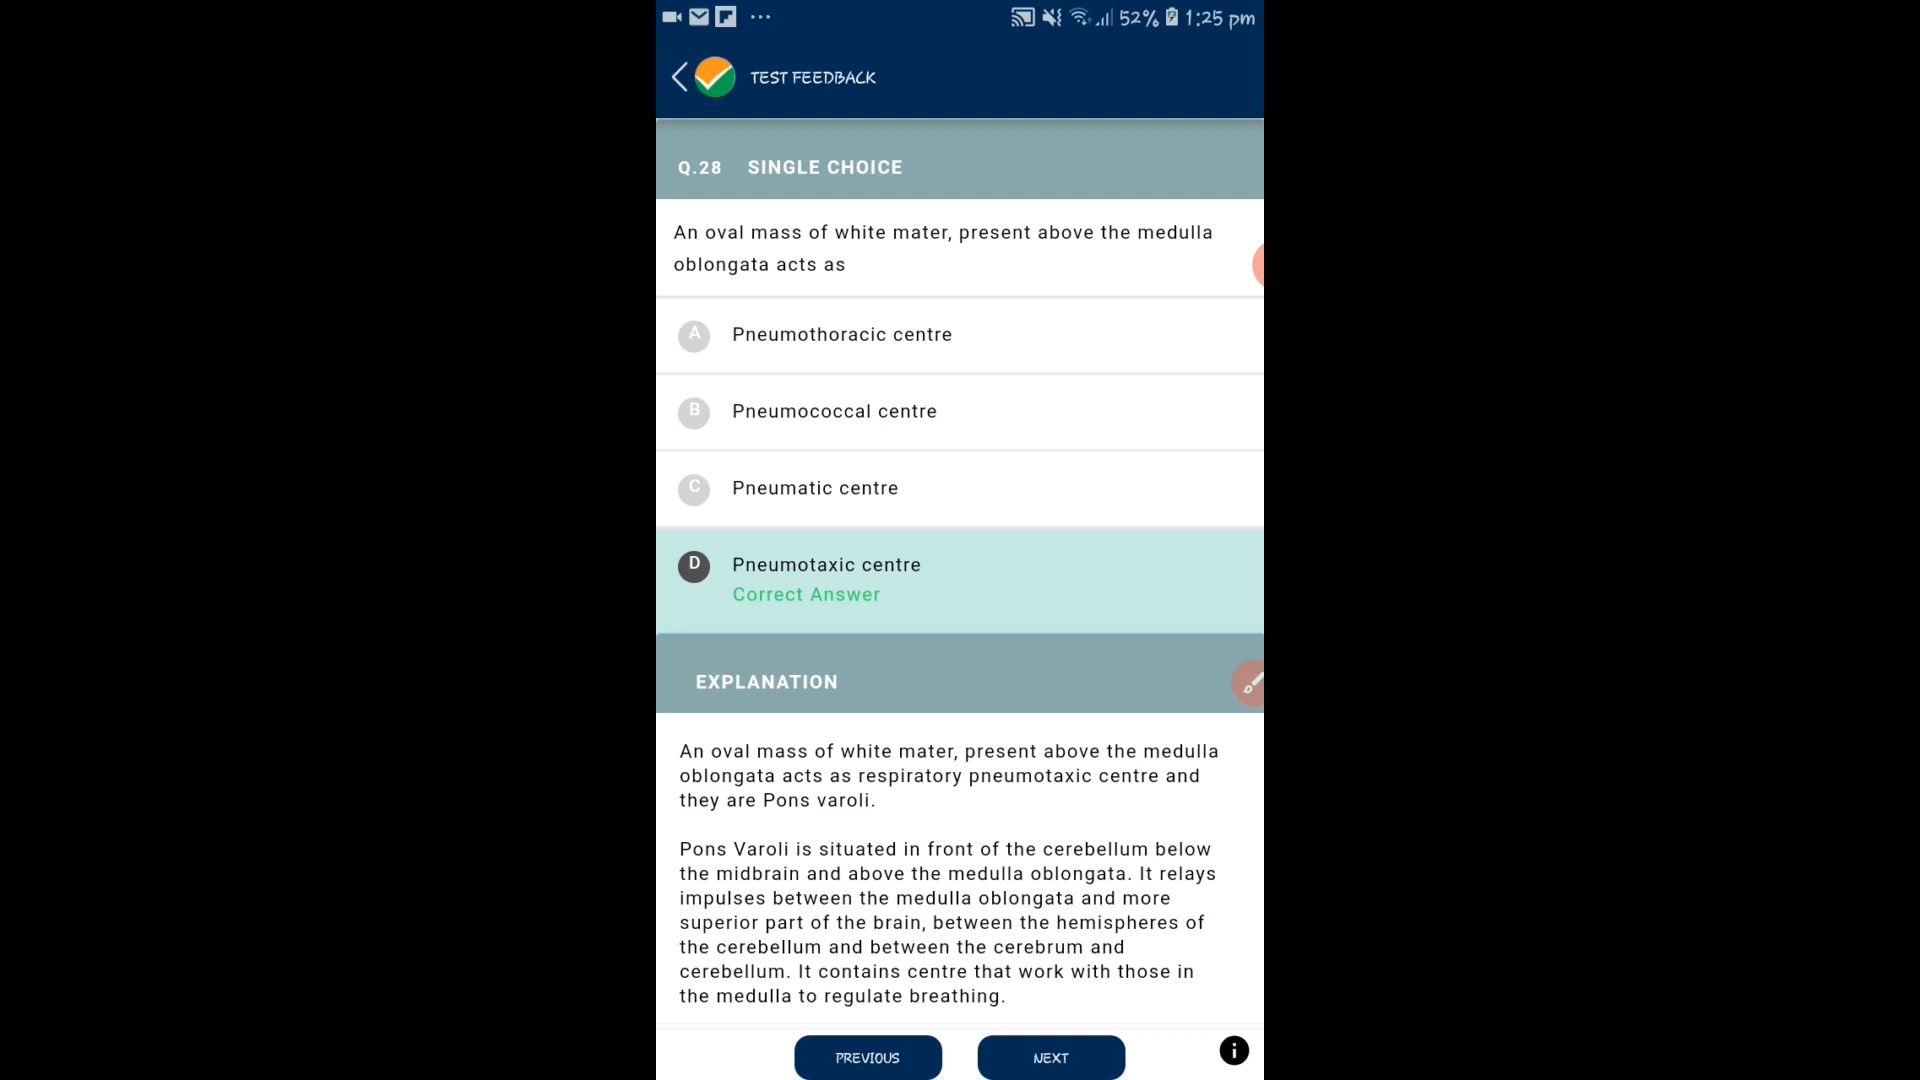 52% 1:25 pm
TEST FEEDBACK
Q.28 SINGLE CHOICE
An oval mass of white mater, present above the medulla
oblongata acts as
A Pneumothoracic centre
B Pneumococcal centre
C Pneumatic centre
D Pneumotaxic centre
Correct Answer
EXPLANATION
An oval mass of white mater, present above the medulla
oblongata acts as respiratory pneumotaxic centre and
they are Pons varoli.
Pons Varoli is situated in front of the cerebellum below
the midbrain and above the medulla oblongata. It relays
impulses between the medulla oblongata and more
superior part of the brain, between the hemispheres of
the cerebellum and between the cerebrum and
cerebellum. It contains centre that work with those in
the medulla to regulate breathing.
PREVIOUS NEXT